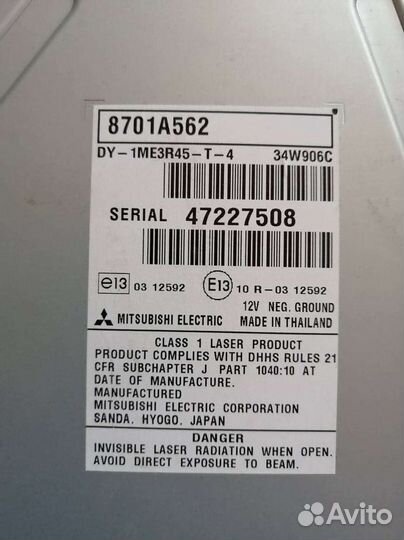 8701A562
DY-1ME3R45-T-4 34W906C
SERIAL 47227508
e13 03 12592 E13 10 R-03 12592
12V NEG. GROUND
MITSUBISHI ELECTRIC MADE IN THAILAND
CLASS 1 LASER PRODUCT
PRODUCT COMPLIES WITH DHHS RULES 21
CFR SUBCHAPTER J PART 1040:10 AT
DATE OF MANUFACTURE.
MANUFACTURED
MITSUBISHI ELECTRIC CORPORATION
SANDA, HYOGO, JAPAN
DANGER
INVISIBLE LASER RADIATION WHEN OPEN.
AVOID DIRECT EXPOSURE TO BEAM.
Avito